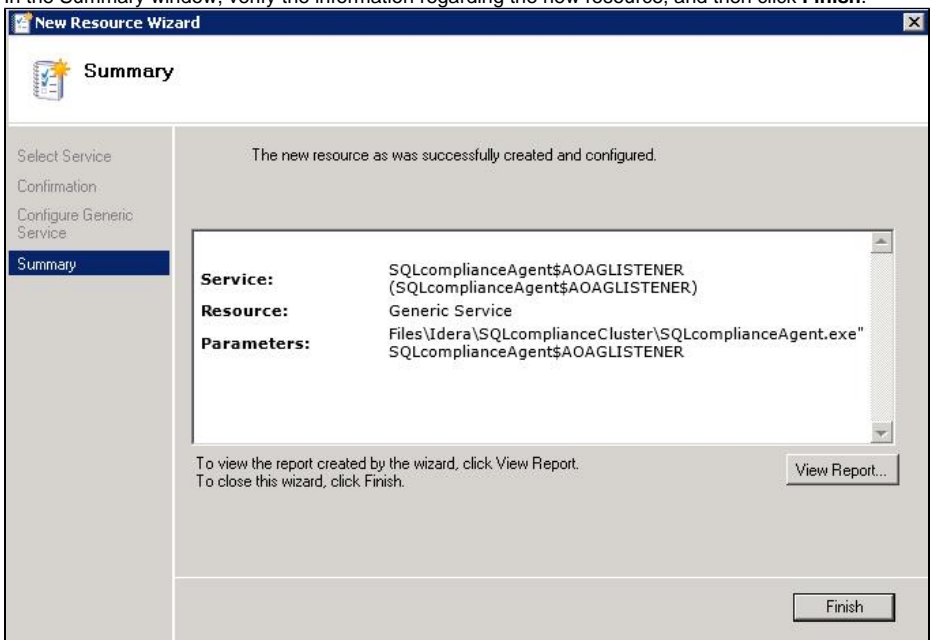 In the Summary window, verify the information regarding the new resource, and then click Finish.
New Resource Wizard
Summary
Select Service
Confirmation
Configure Generic
Service
Summary
The new resource as was successfully created and configured.
Service:
SQLcomplianceAgent$AOAGLISTENER
(SQLcomplianceAgent$AOAGLISTENER)
Resource:
Generic Service
Parameters:
Files\Idera\SQLcomplianceCluster\SQLcomplianceAgent.exe"
SQLcomplianceAgent$AOAGLISTENER
To view the report created by the wizard, click View Report.
To close this wizard, click Finish.
View Report...
Finish